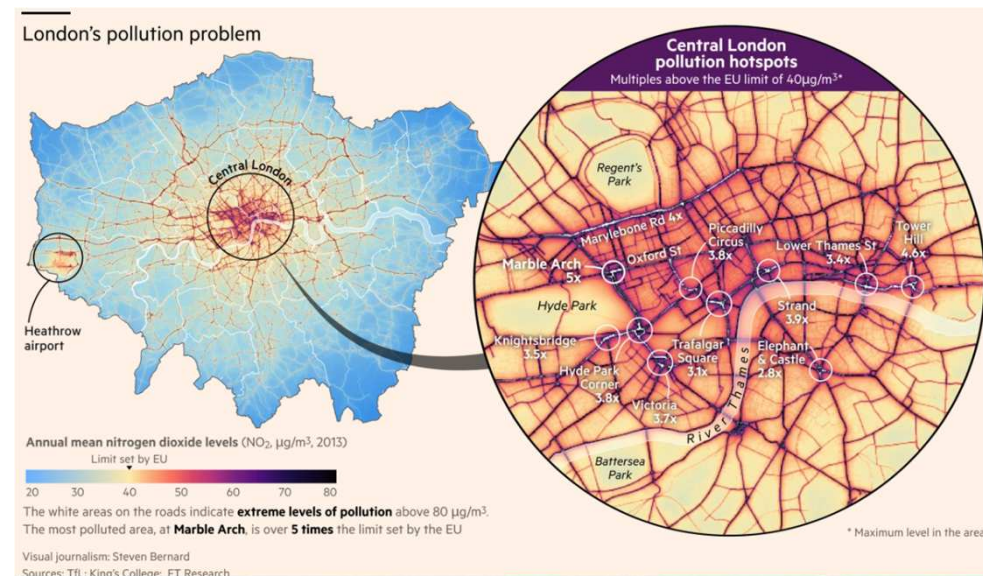 London's pollution problem
Central London
pollution hotspots
Multiples above the EU limit of 40µg/m³*
Central London
Heathrow
airport
Regent's
Park
Marylebone Rd 4x
Oxford St
Piccadilly
Circus
3.8x
Lower Thames St
3.4x
Tower
Hill
4.6x
Marble Arch
5x
Hyde Park
Strand
3.9x
Knightsbridge
3.5x
Hyde Park
Corner
3.8x
Trafalgar
Square
3.1x
Elephant
& Castle
2.8x
Victoria
3.7x
River Thames
Battersea
Park
Annual mean nitrogen dioxide levels (NO₂, µg/m³, 2013)
Limit set by EU
20 30 40 50 60 70 80
The white areas on the roads indicate extreme levels of pollution above 80 µg/m³.
The most polluted area, at Marble Arch, is over 5 times the limit set by the EU
* Maximum level in the area
Visual journalism: Steven Bernard
Sources: TfL; King's College; FT Research